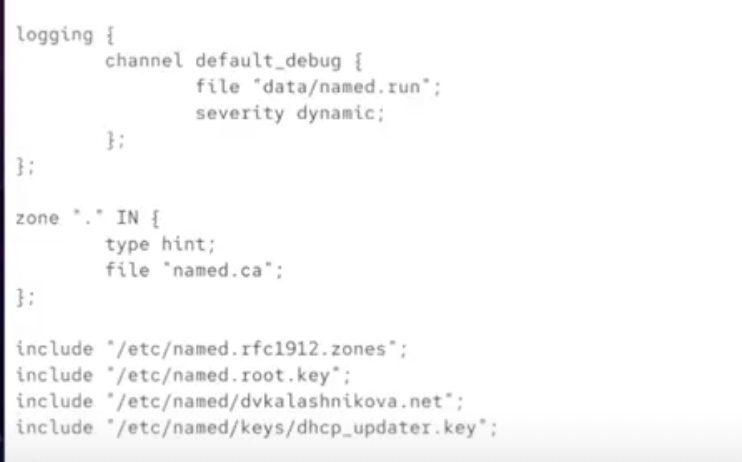 logging {
channel default_debug {
file "data/named.run";
severity dynamic;
};
};
zone "." IN {
type hint;
file "named.ca";
};
include "/etc/named.rfc1912.zones";
include "/etc/named.root.key";
include "/etc/named/dvkalashnikova.net";
include "/etc/named/keys/dhcp_updater.key";